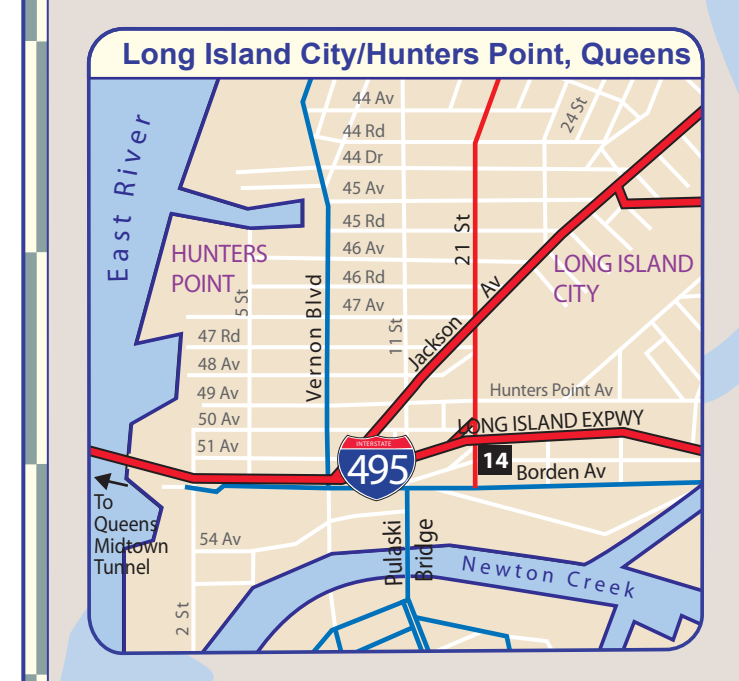 Long Island City/Hunters Point, Queens
44 Av
24 St
44 Rd
44 Dr
East River
45 Av
45 Rd
21 St
46 Av
HUNTERS
POINT
LONG ISLAND
CITY
46 Rd
5 St
Vernon Blvd
47 Av
Jackson Av
11 St
47 Rd
48 Av
49 Av
Hunters Point Av
50 Av
LONG ISLAND EXPWY
51 Av
INTERSTATE
495
14
Borden Av
To
Queens
Midtown
Tunnel
54 Av
Pulaski
Bridge
Newton Creek
2 St